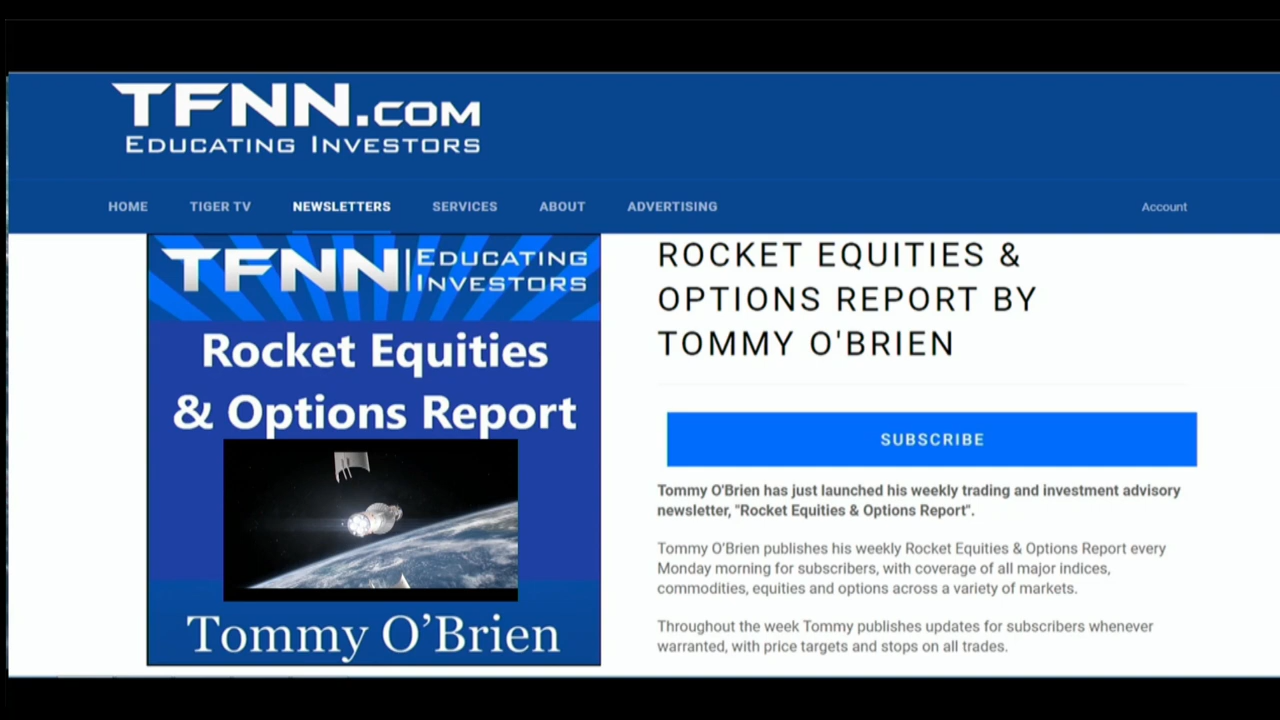 TFNN.COM
EDUCATING INVESTORS
HOME TIGER TV NEWSLETTERS SERVICES ABOUT ADVERTISING Account
TFNN EDUCATING
INVESTORS
Rocket Equities
& Options Report
Tommy O’Brien
ROCKET EQUITIES &
OPTIONS REPORT BY
TOMMY O'BRIEN
SUBSCRIBE
Tommy O'Brien has just launched his weekly trading and investment advisory
newsletter, "Rocket Equities & Options Report".
Tommy O’Brien publishes his weekly Rocket Equities & Options Report every
Monday morning for subscribers, with coverage of all major indices,
commodities, equities and options across a variety of markets.
Throughout the week Tommy publishes updates for subscribers whenever
warranted, with price targets and stops on all trades.